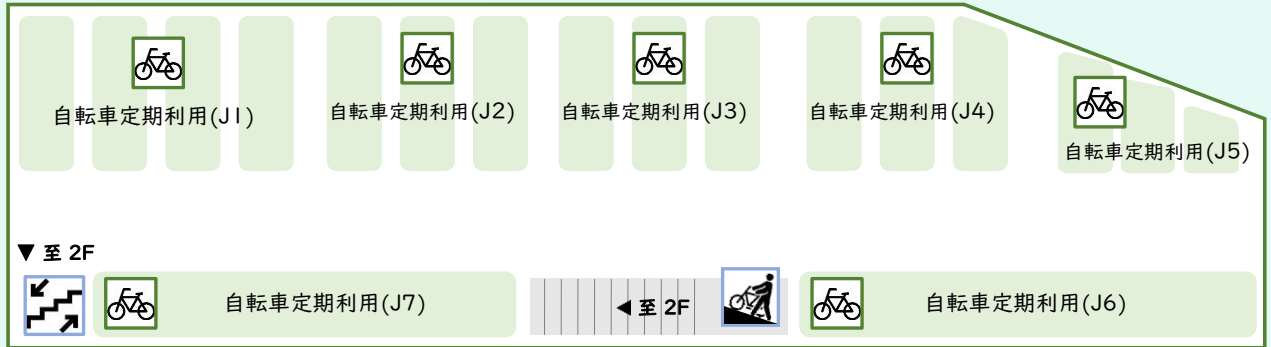 自転車定期利用(J1)
自転車定期利用(J2)
自転車定期利用(J3)
自転車定期利用(J4)
自転車定期利用(J5)
▼ 至 2F
自転車定期利用(J7)
◀ 至 2F
自転車定期利用(J6)